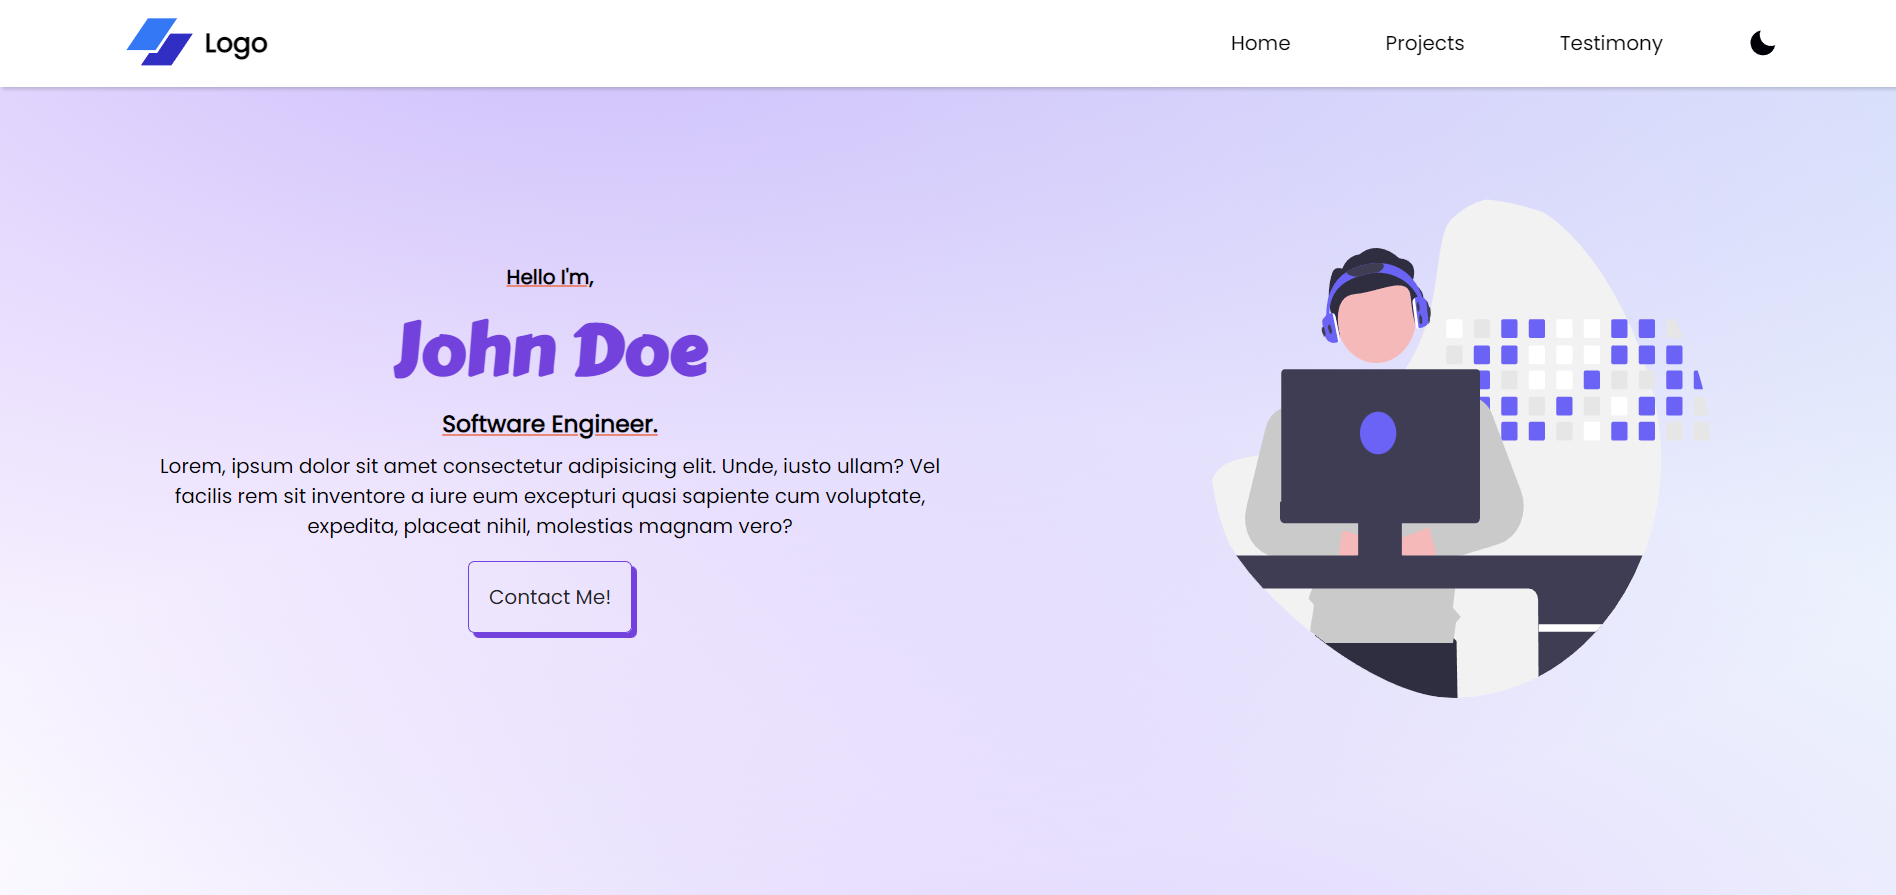 Logo
Home
Projects
Testimony
Hello I'm,
John Doe
Software Engineer.
Lorem, ipsum dolor sit amet consectetur adipisicing elit. Unde, iusto ullam? Vel
facilis rem sit inventore a iure eum excepturi quasi sapiente cum voluptate,
expedita, placeat nihil, molestias magnam vero?
Contact Me!